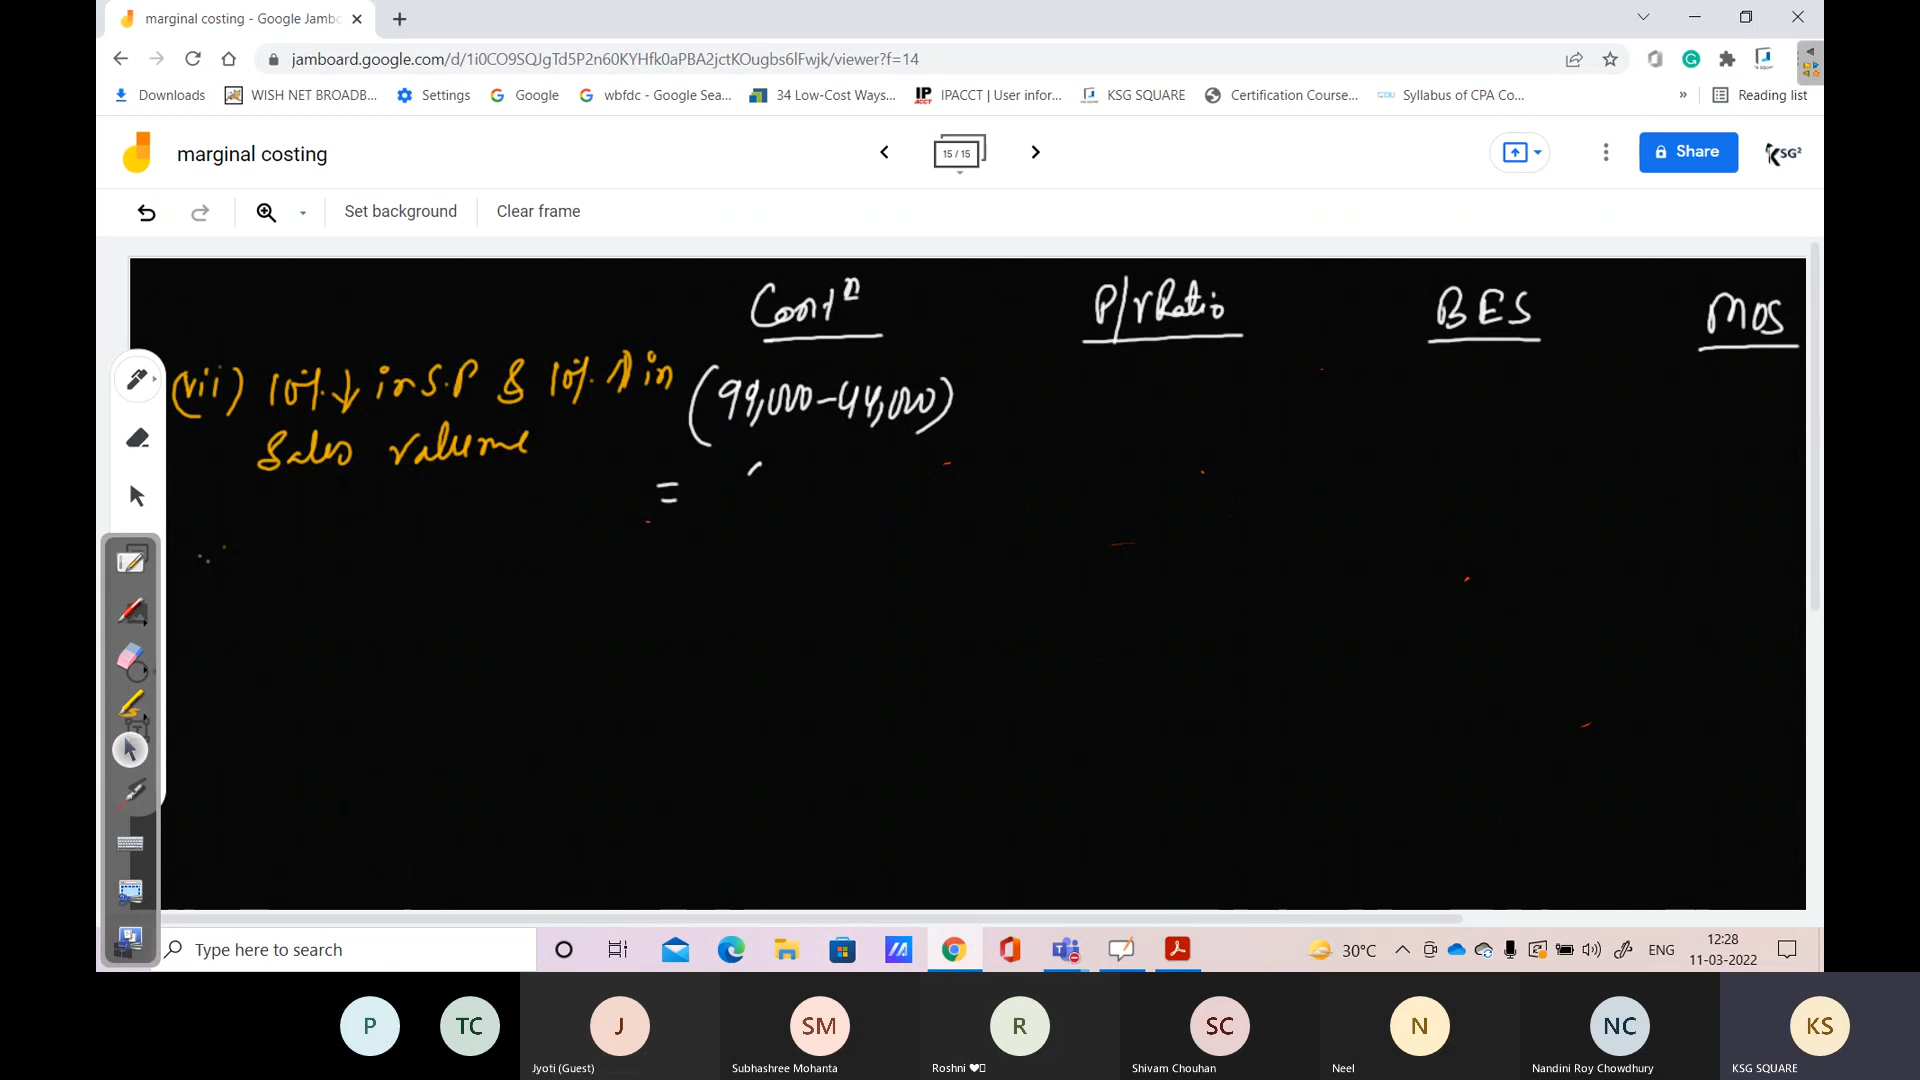 marginal costing - Google Jambo
jamboard.google.com/d/1i0CO9SQJgTd5P2n60KYHfk0aPBA2jctKOugbs6lFwjk/viewer?f=14
Downloads WISH NET BROADB... Settings Google wbfdc - Google Sea... 34 Low-Cost Ways... IP ACCT IPACCT | User infor... KSG SQUARE Certification Course... Syllabus of CPA Co... » Reading list
marginal costing 15 / 15 Share KSG²
Set background Clear frame
Contⁿ P/V Ratio BES MOS
(vii) 10% ↓ in S.P & 10% ↑ in (99,000-44,000)
Sales volume
=
Type here to search 30°C ENG 12:28
11-03-2022
P TC J SM R SC N NC KS
Jyoti (Guest) Subhashree Mohanta Roshni ♥ Shivam Chouhan Neel Nandini Roy Chowdhury KSG SQUARE